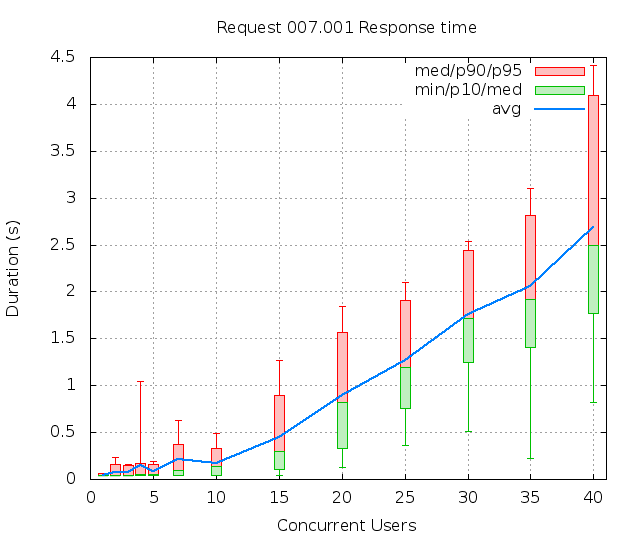 Request 007.001 Response time
med/p90/p95
min/p10/med
avg
4.5
4
3.5
3
2.5
2
1.5
1
0.5
0
Duration (s)
0 5 10 15 20 25 30 35 40
Concurrent Users